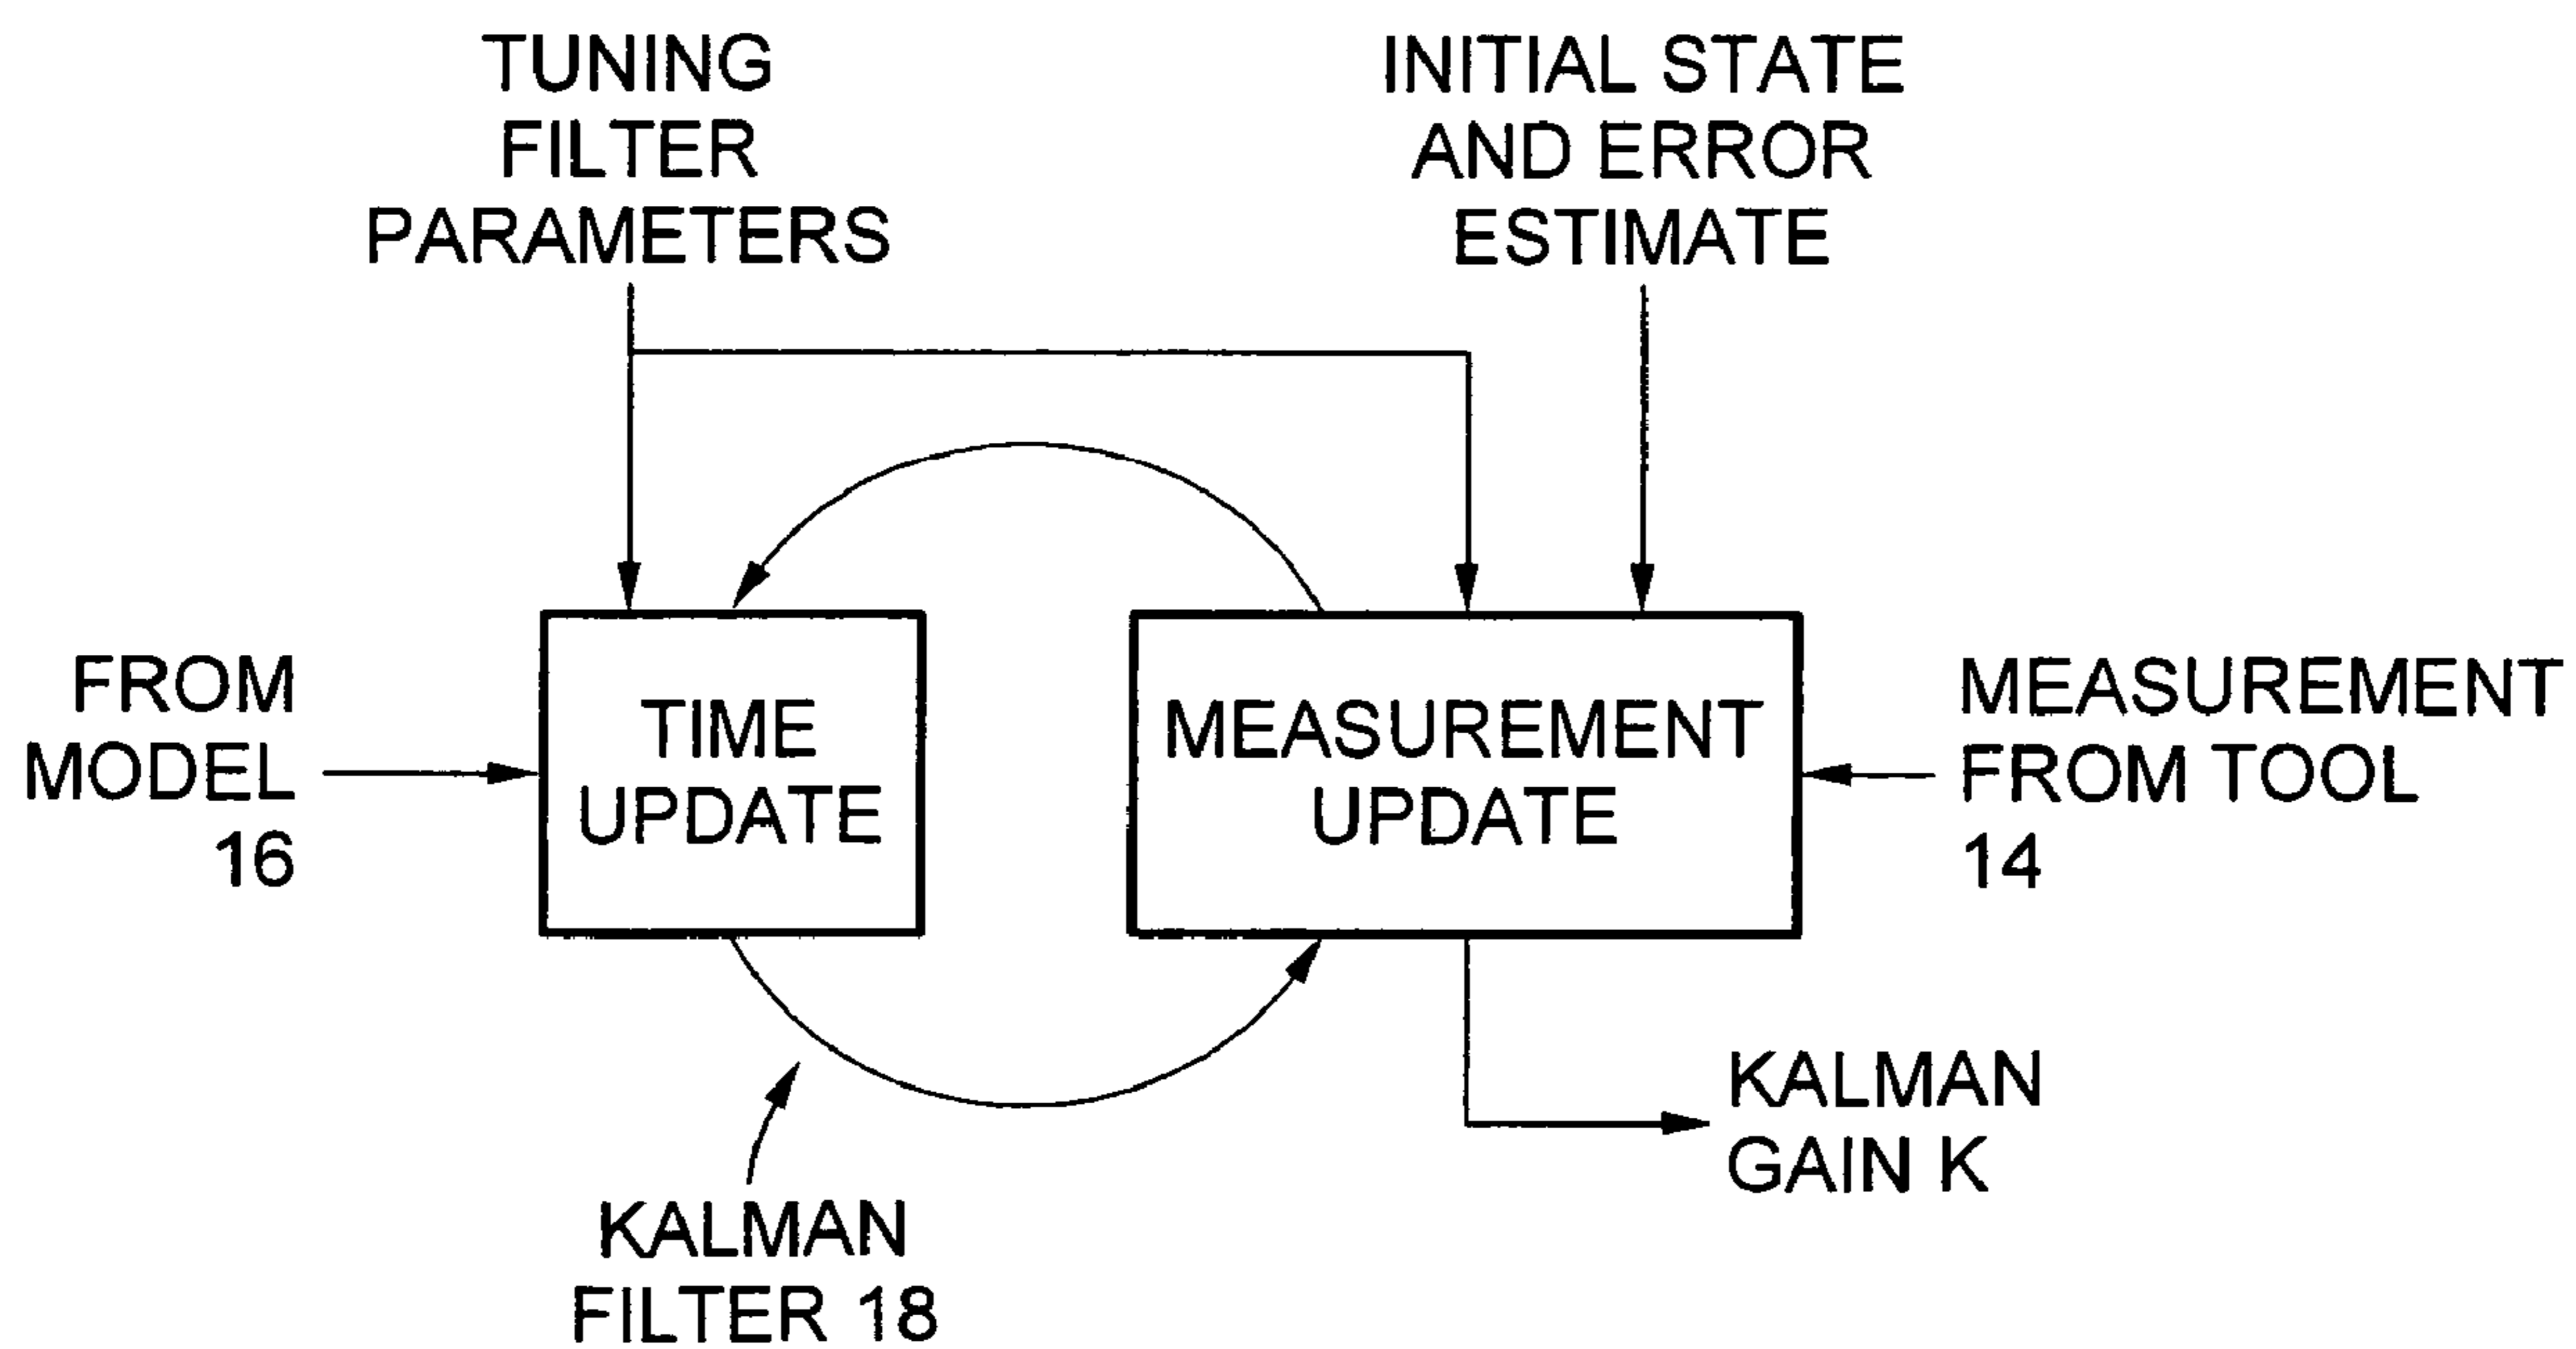 TUNING
FILTER
PARAMETERS
INITIAL STATE
AND ERROR
ESTIMATE
FROM
MODEL
16
TIME
UPDATE
MEASUREMENT
UPDATE
MEASUREMENT
FROM TOOL
14
KALMAN
GAIN K
KALMAN
FILTER 18